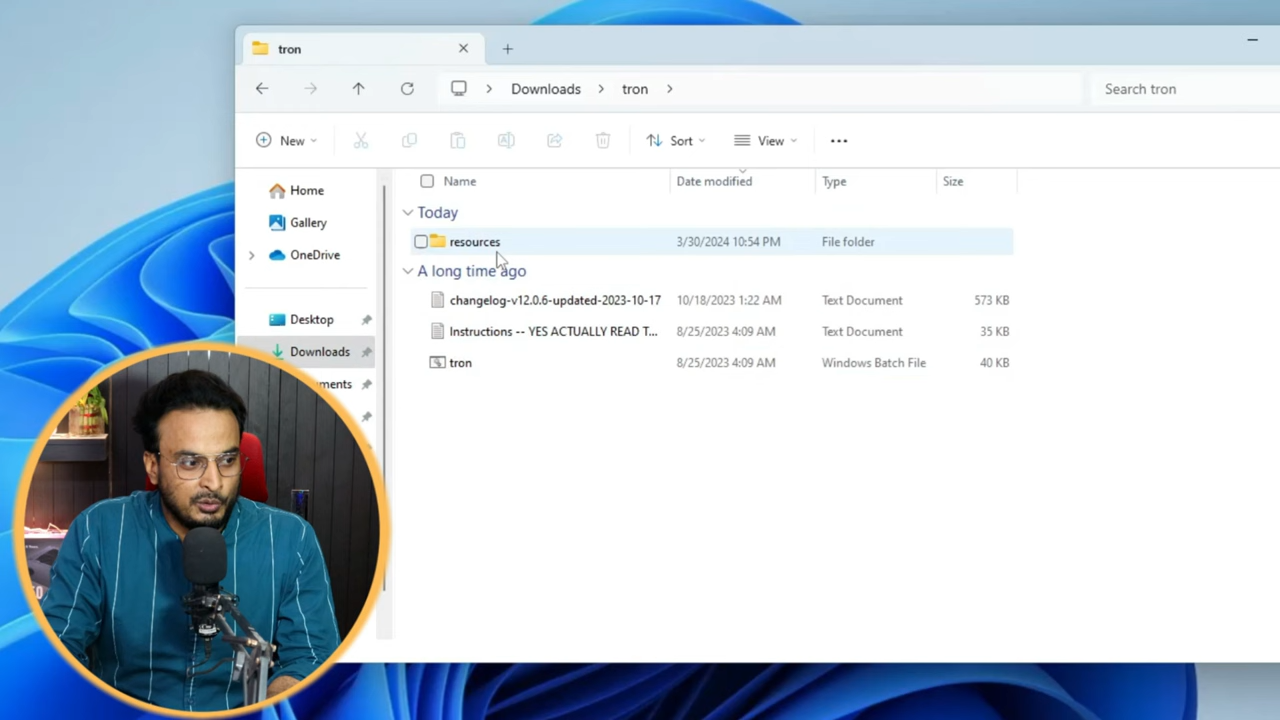 tron
Downloads tron Search tron
New Sort View
Name Date modified Type Size
Home
Gallery
OneDrive
Desktop
Downloads
ments
Today
resources 3/30/2024 10:54 PM File folder
A long time ago
changelog-v12.0.6-updated-2023-10-17 10/18/2023 1:22 AM Text Document 573 KB
Instructions -- YES ACTUALLY READ T... 8/25/2023 4:09 AM Text Document 35 KB
tron 8/25/2023 4:09 AM Windows Batch File 40 KB